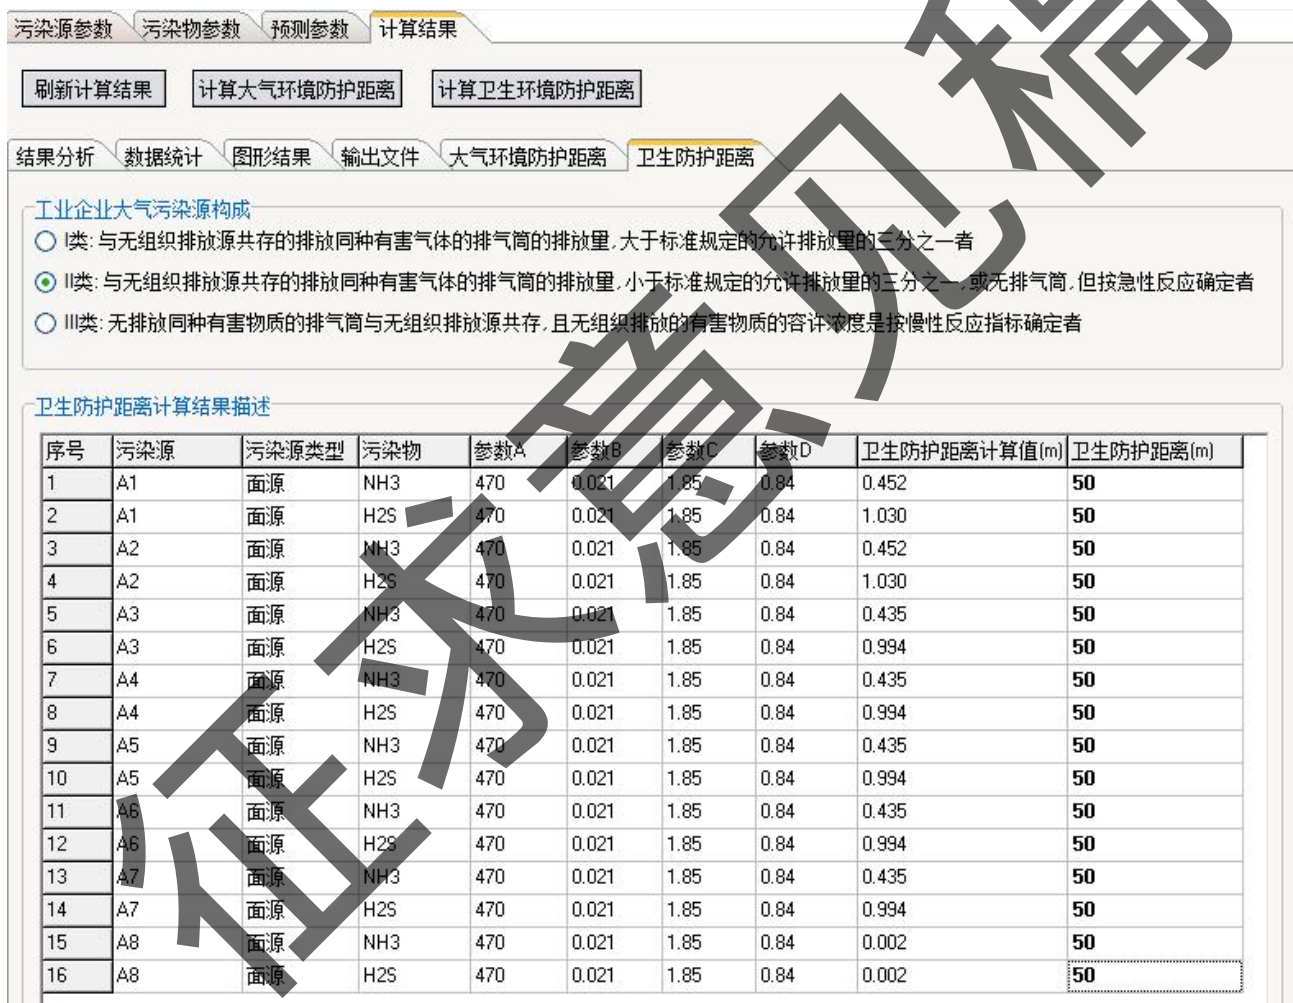 污染源参数 污染物参数 预测参数 计算结果
刷新计算结果 计算大气环境防护距离 计算卫生环境防护距离
结果分析 数据统计 图形结果 输出文件 大气环境防护距离 卫生防护距离
工业企业大气污染源构成
I类:与无组织排放源共存的排放同种有害气体的排气筒的排放量,大于标准规定的允许排放量的三分之一者
II类:与无组织排放源共存的排放同种有害气体的排气筒的排放量,小于标准规定的允许排放量的三分之一,或无排气筒,但按急性反应确定者
III类:无排放同种有害物质的排气筒与无组织排放源共存,且无组织排放的有害物质的容许浓度是按慢性反应指标确定者
卫生防护距离计算结果描述
序号 污染源 污染源类型 污染物 参数A 参数B 参数C 参数D 卫生防护距离计算值(m) 卫生防护距离(m)
1 A1 面源 NH3 470 0.021 1.85 0.84 0.452 50
2 A1 面源 H2S 470 0.021 1.85 0.84 1.030 50
3 A2 面源 NH3 470 0.021 1.85 0.84 0.452 50
4 A2 面源 H2S 470 0.021 1.85 0.84 1.030 50
5 A3 面源 NH3 470 0.021 1.85 0.84 0.435 50
6 A3 面源 H2S 470 0.021 1.85 0.84 0.994 50
7 A4 面源 NH3 470 0.021 1.85 0.84 0.435 50
8 A4 面源 H2S 470 0.021 1.85 0.84 0.994 50
9 A5 面源 NH3 470 0.021 1.85 0.84 0.435 50
10 A5 面源 H2S 470 0.021 1.85 0.84 0.994 50
11 A6 面源 NH3 470 0.021 1.85 0.84 0.435 50
12 A6 面源 H2S 470 0.021 1.85 0.84 0.994 50
13 A7 面源 NH3 470 0.021 1.85 0.84 0.435 50
14 A7 面源 H2S 470 0.021 1.85 0.84 0.994 50
15 A8 面源 NH3 470 0.021 1.85 0.84 0.002 50
16 A8 面源 H2S 470 0.021 1.85 0.84 0.002 50
征求意见稿